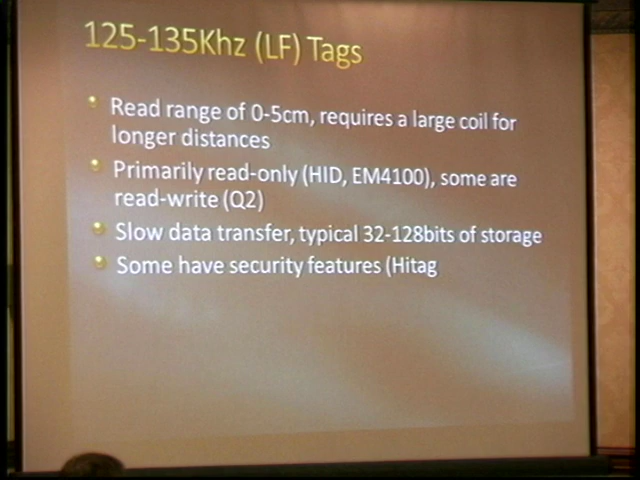 125-135Khz (LF) Tags
Read range of 0-5cm, requires a large coil for
longer distances
Primarily read-only (HID, EM4100), some are
read-write (Q2)
Slow data transfer, typical 32-128bits of storage
Some have security features (Hitag